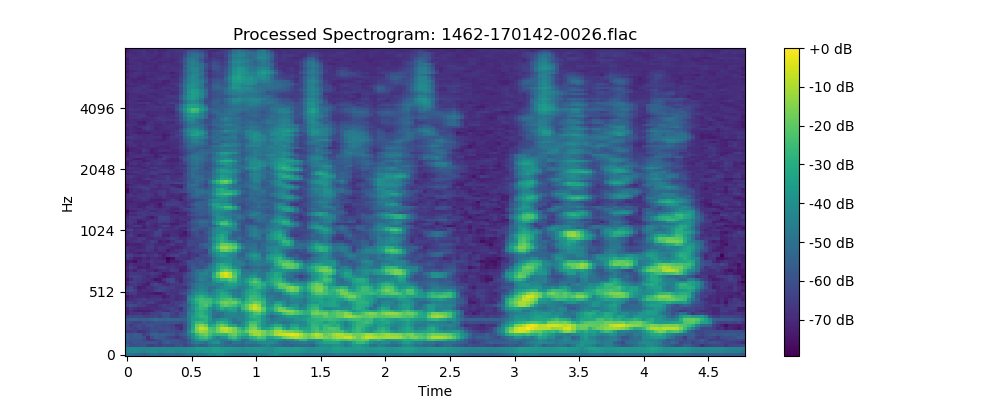 Processed Spectrogram: 1462-170142-0026.flac
Hz
4096
2048
1024
512
0
0 0.5 1 1.5 2 2.5 3 3.5 4 4.5
Time
+0 dB
-10 dB
-20 dB
-30 dB
-40 dB
-50 dB
-60 dB
-70 dB